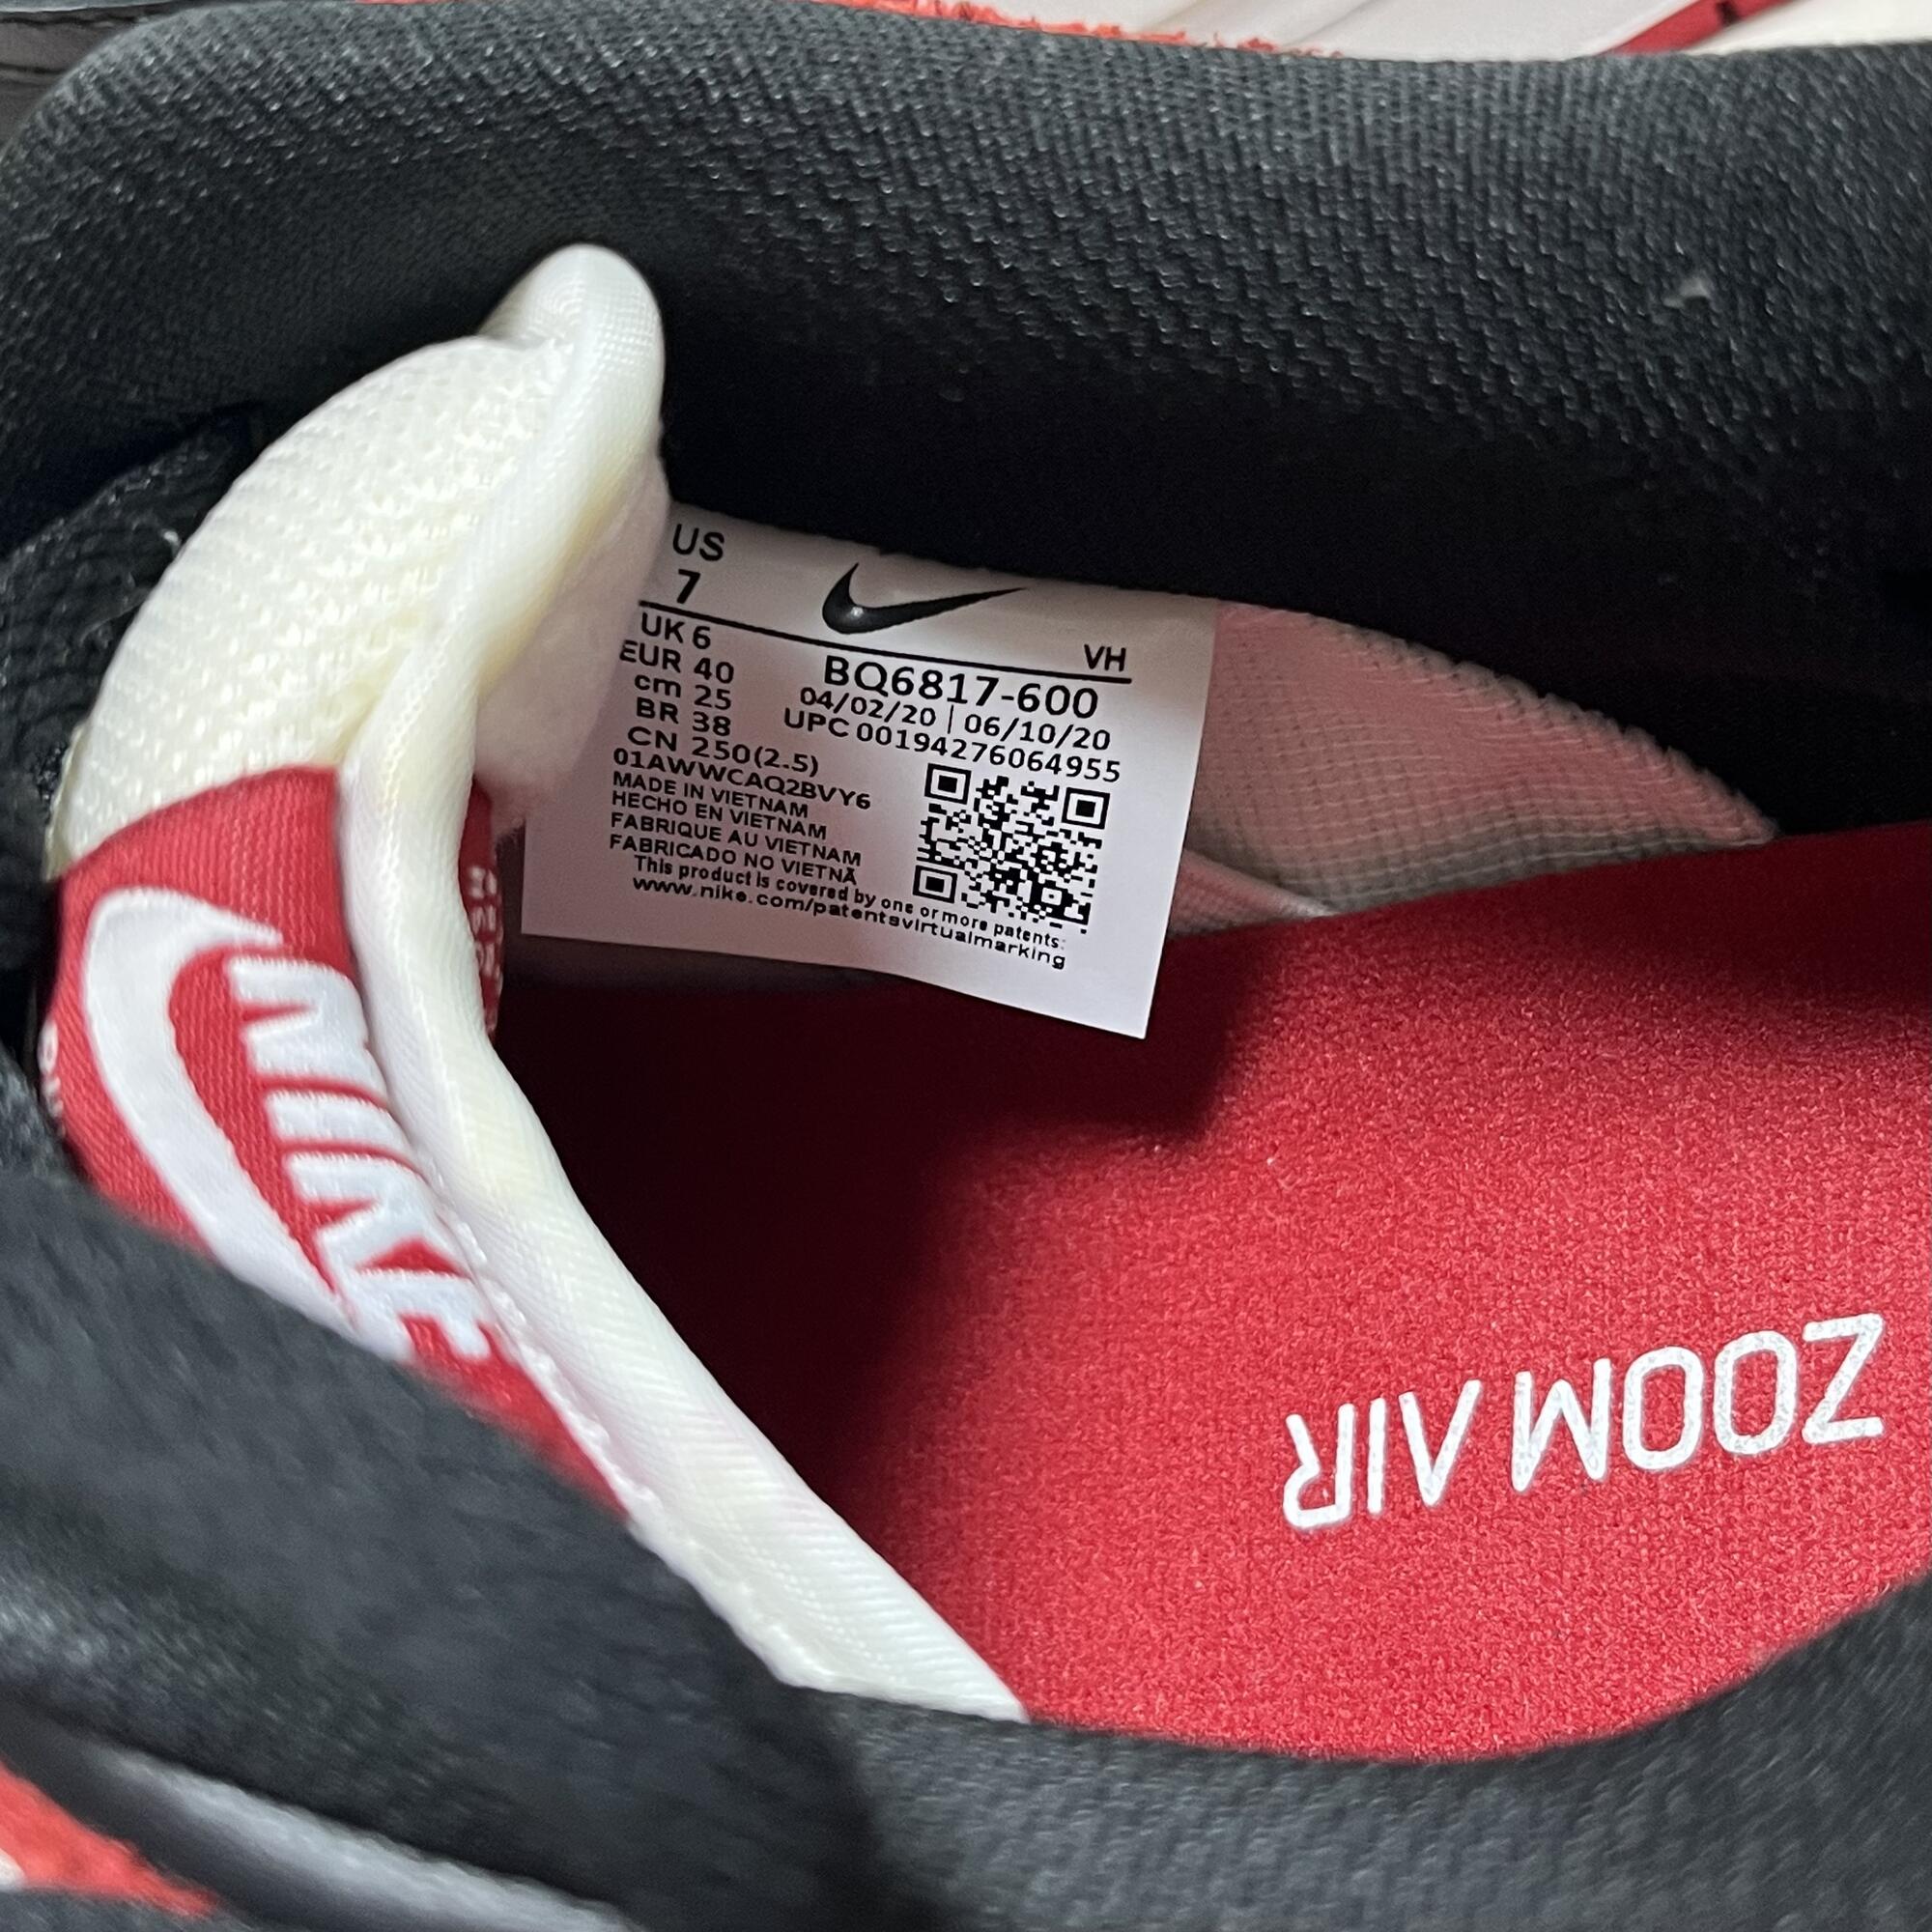 US
7
UK 6
EUR 40
cm 25
BR 38
CN 250(2.5)
VH
BQ6817-600
04/02/20 | 06/10/20
UPC 00194276064955
01AWWCAQ2BVY6
MADE IN VIETNAM
HECHO EN VIETNAM
FABRIQUE AU VIETNAM
FABRICADO NO VIETNÃ
This product is covered by one or more patents:
www.nike.com/patentsvirtualmarking
NIKE
ZOOM AIR